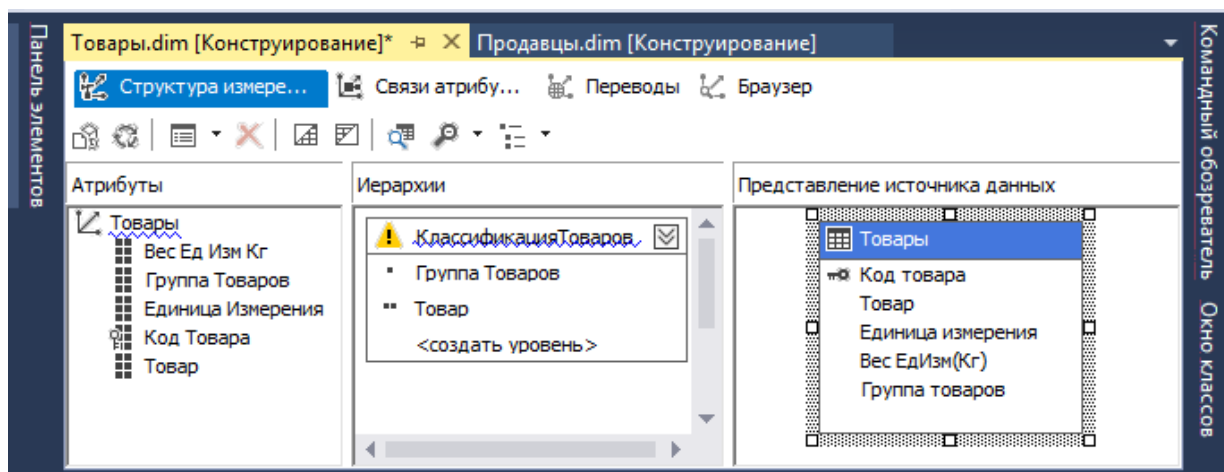 Панель элементов
Товары.dim [Конструирование]*
Продавцы.dim [Конструирование]
Структура измере...
Связи атрибу...
Переводы
Браузер
Атрибуты
Товары
Вес Ед Изм Кг
Группа Товаров
Единица Измерения
Код Товара
Товар
Иерархии
КлассификацияТоваров
Группа Товаров
Товар
<создать уровень>
Представление источника данных
Товары
Код товара
Товар
Единица измерения
Вес ЕдИзм(Кг)
Группа товаров
Командный обозреватель
Окно классов